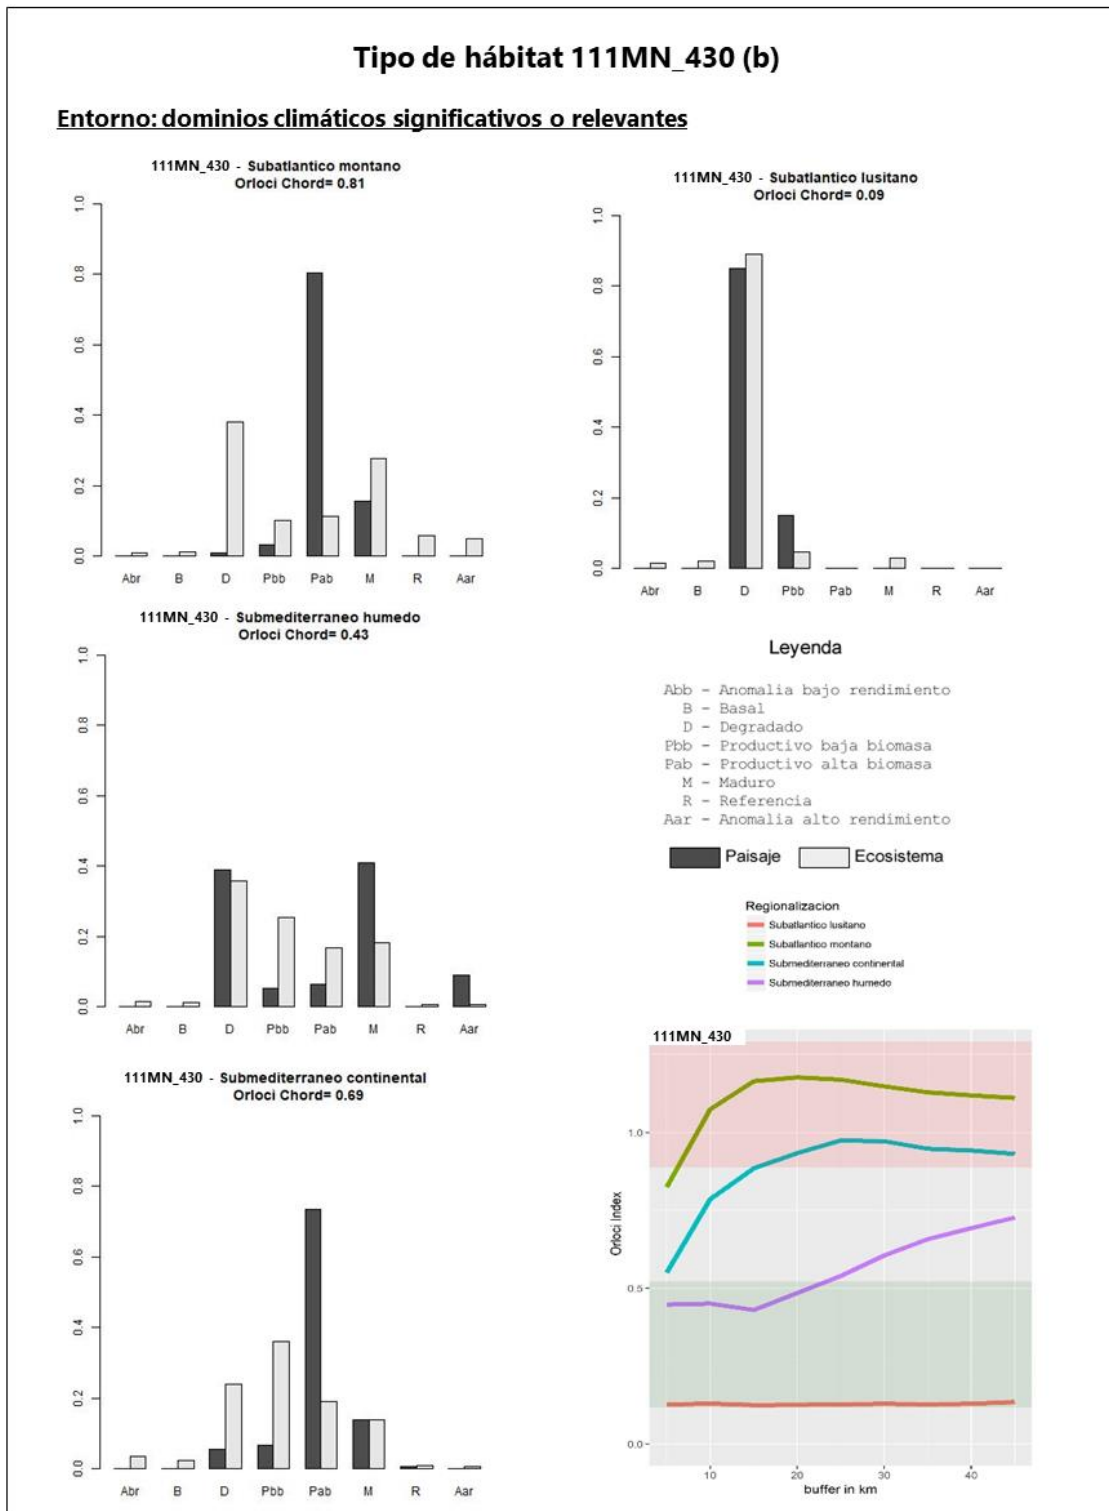 Tipo de hábitat 111MN_430 (b)
Entorno: dominios climáticos significativos o relevantes
111MN_430 - Subatlantico montano
Orloci Chord= 0.81
1.0
0.8
0.6
0.4
0.2
0.0
Abr B D Pbb Pab M R Aar
111MN_430 - Subatlantico lusitano
Orloci Chord= 0.09
1.0
0.8
0.6
0.4
0.2
0.0
Abr B D Pbb Pab M R Aar
111MN_430 - Submediterraneo humedo
Orloci Chord= 0.43
1.0
0.8
0.6
0.4
0.2
0.0
Abr B D Pbb Pab M R Aar
Leyenda
Abb - Anomalia bajo rendimiento
B - Basal
D - Degradado
Pbb - Productivo baja biomasa
Pab - Productivo alta biomasa
M - Maduro
R - Referencia
Aar - Anomalia alto rendimiento
Paisaje Ecosistema
Regionalizacion
Subatlantico lusitano
Subatlantico montano
Submediterraneo continental
Submediterraneo humedo
111MN_430 - Submediterraneo continental
Orloci Chord= 0.69
1.0
0.8
0.6
0.4
0.2
0.0
Abr B D Pbb Pab M R Aar
111MN_430
Orloci Index
1.0
0.5
0.0
10 20 30 40
buffer in km